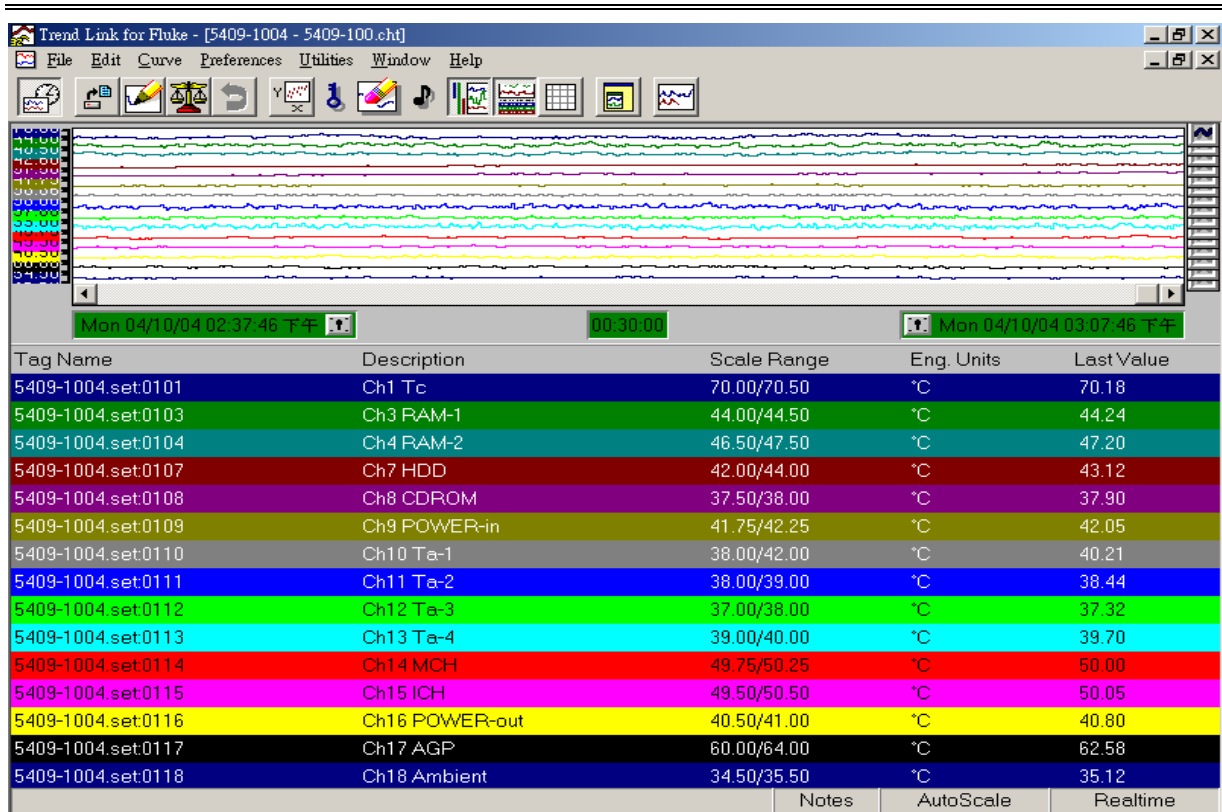 Trend Link for Fluke - [5409-1004 - 5409-100.cht]
File Edit Curve Preferences Utilities Window Help
Mon 04/10/04 02:37:46 下午 00:30:00 Mon 04/10/04 03:07:46 下午
Tag Name Description Scale Range Eng. Units Last Value
5409-1004.set:0101 Ch1 Tc 70.00/70.50 °C 70.18
5409-1004.set:0103 Ch3 RAM-1 44.00/44.50 °C 44.24
5409-1004.set:0104 Ch4 RAM-2 46.50/47.50 °C 47.20
5409-1004.set:0107 Ch7 HDD 42.00/44.00 °C 43.12
5409-1004.set:0108 Ch8 CDROM 37.50/38.00 °C 37.90
5409-1004.set:0109 Ch9 POWER-in 41.75/42.25 °C 42.05
5409-1004.set:0110 Ch10 Ta-1 38.00/42.00 °C 40.21
5409-1004.set:0111 Ch11 Ta-2 38.00/39.00 °C 38.44
5409-1004.set:0112 Ch12 Ta-3 37.00/38.00 °C 37.32
5409-1004.set:0113 Ch13 Ta-4 39.00/40.00 °C 39.70
5409-1004.set:0114 Ch14 MCH 49.75/50.25 °C 50.00
5409-1004.set:0115 Ch15 ICH 49.50/50.50 °C 50.05
5409-1004.set:0116 Ch16 POWER-out 40.50/41.00 °C 40.80
5409-1004.set:0117 Ch17 AGP 60.00/64.00 °C 62.58
5409-1004.set:0118 Ch18 Ambient 34.50/35.50 °C 35.12
Notes AutoScale Realtime